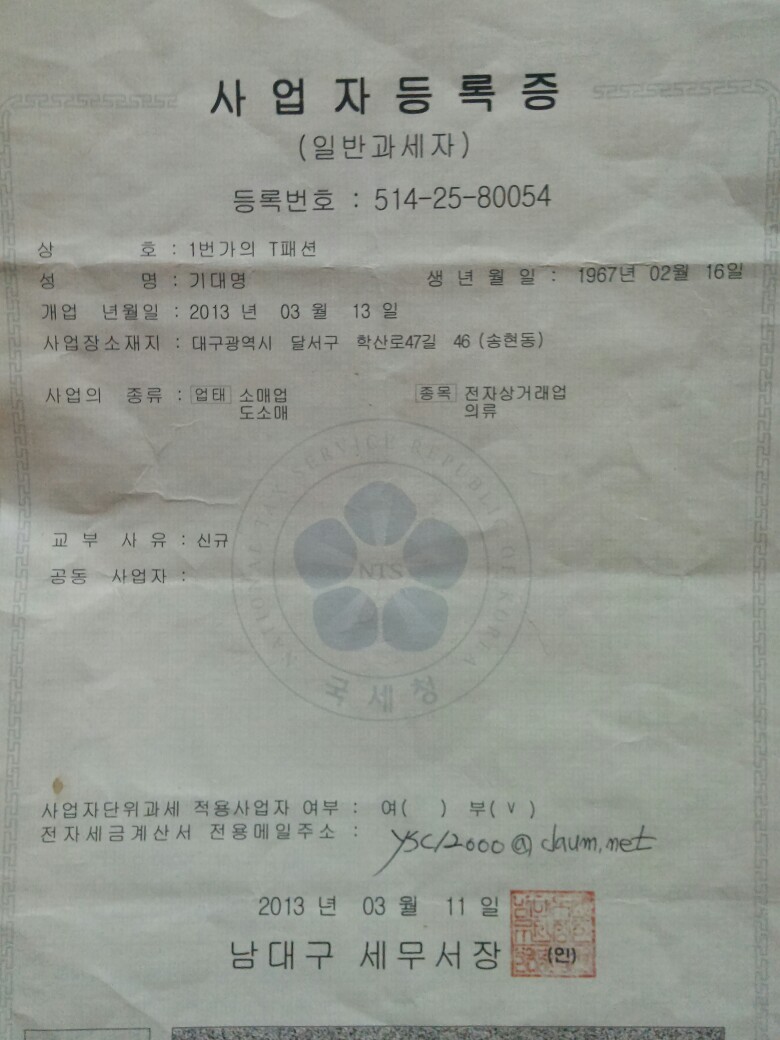 사업자등록증
(일반과세자)
등록번호 : 514-25-80054
상 호 : 1번가의 T패션
성 명 : 기대명 생 년 월 일 : 1967년 02월 16일
개업 년월일 : 2013 년 03 월 13 일
사업장소재지 : 대구광역시 달서구 학산로47길 46 (송현동)
사업의 종류 : 업태 소매업 종목 전자상거래업
도소매 의류
NATIONAL TAX SERVICE REPUBLIC OF KOREA
NTS
국세청
교 부 사 유 : 신규
공동 사업자 :
사업자단위과세 적용사업자 여부 : 여( ) 부( v )
전자세금계산서 전용메일주소 : ysc12000@daum.net
2013 년 03 월 11 일
남대구 세무서장 (인)